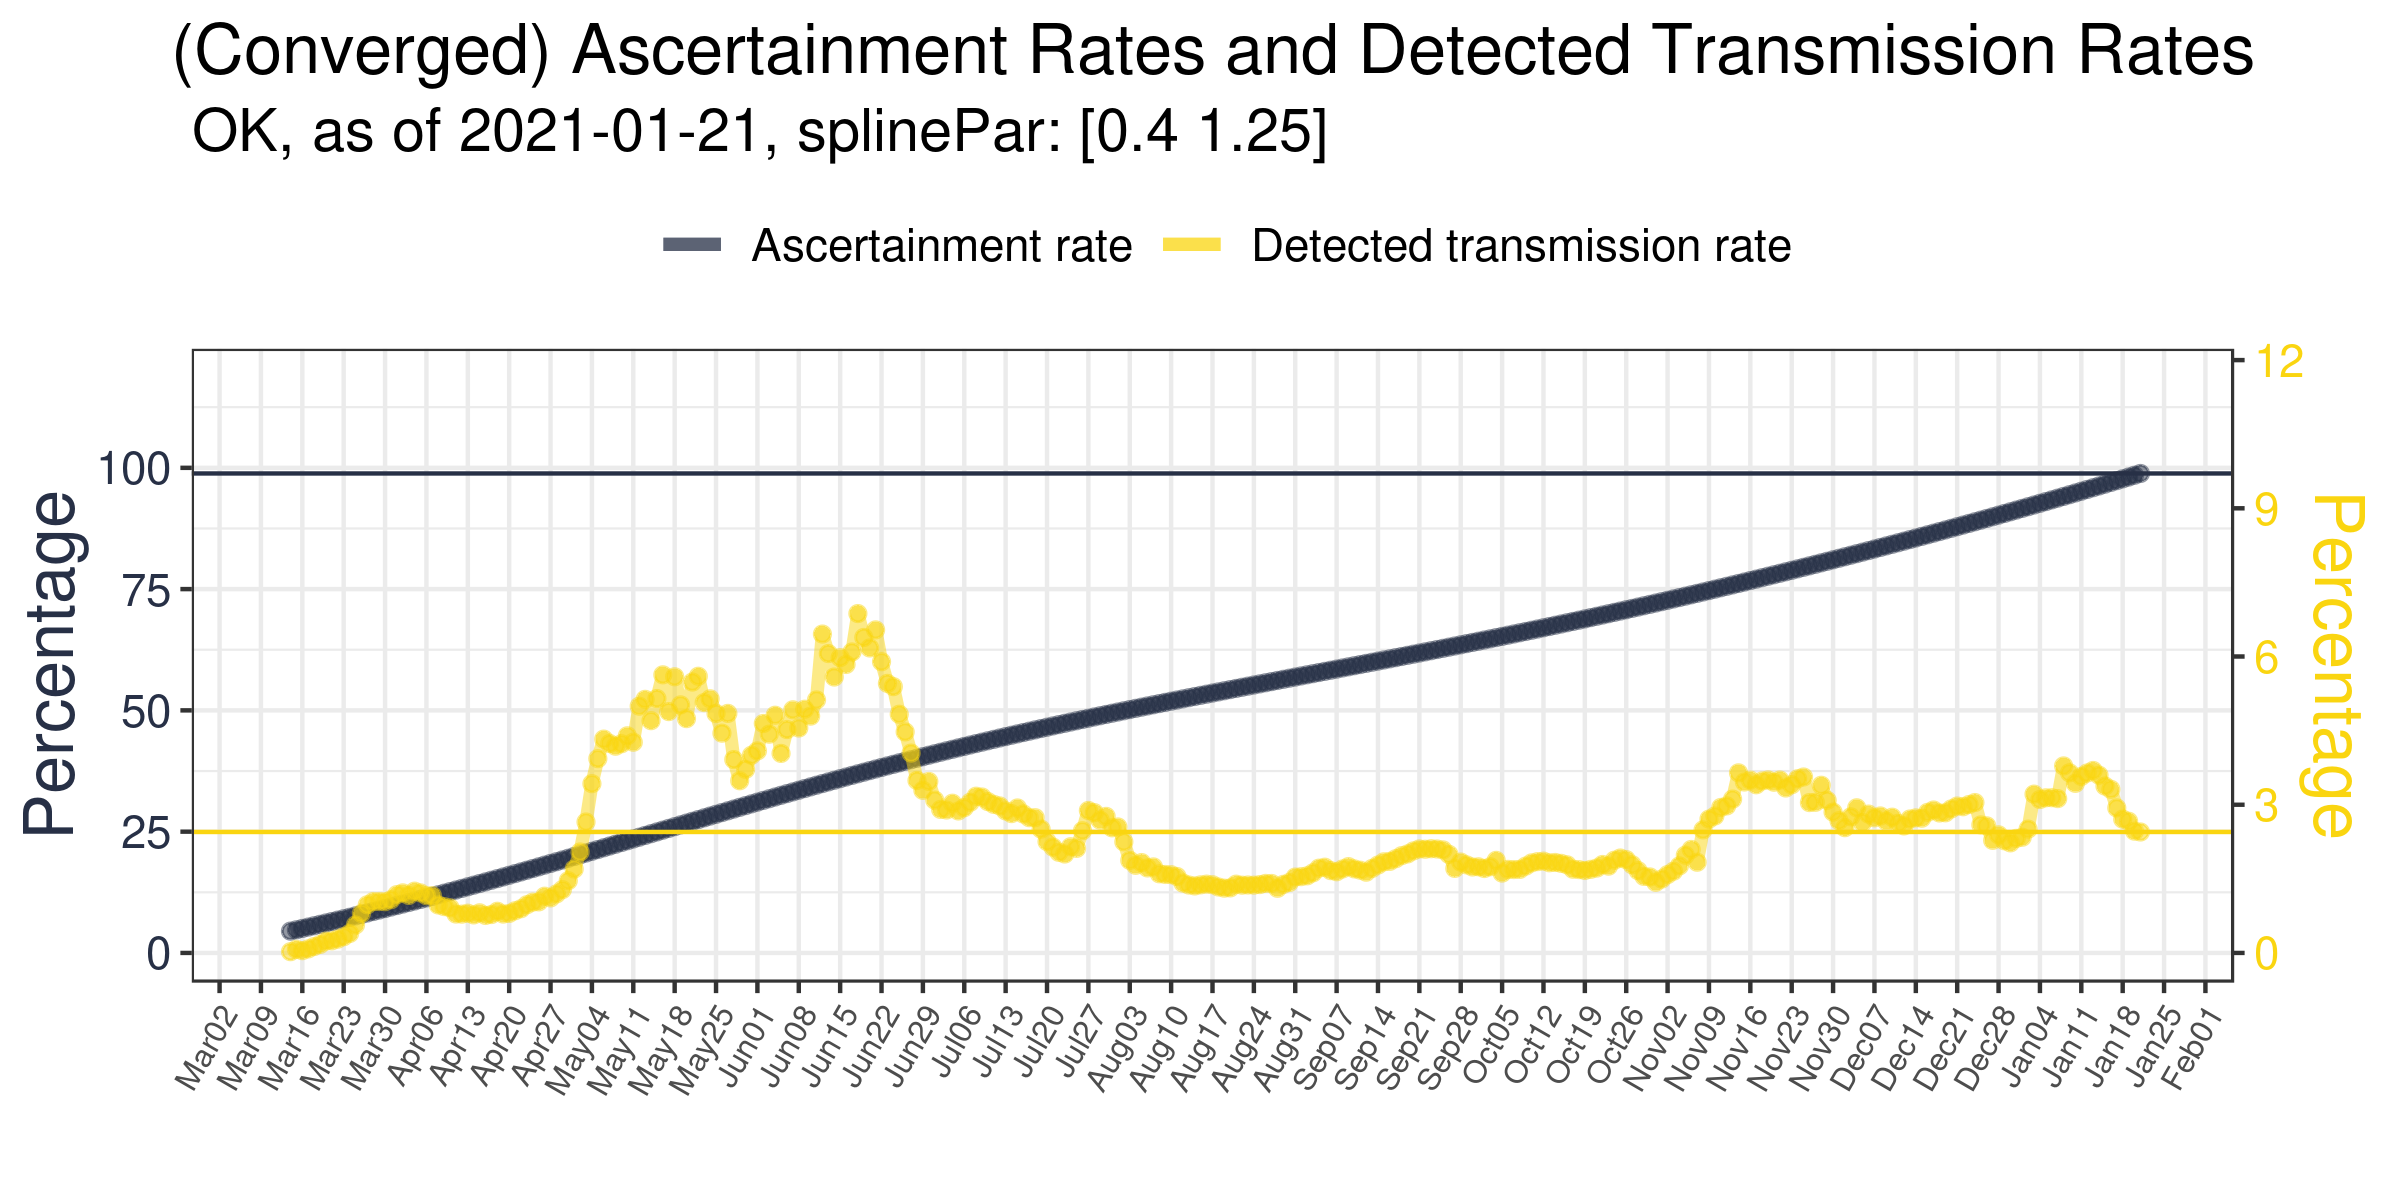 (Converged) Ascertainment Rates and Detected Transmission Rates
OK, as of 2021-01-21, splinePar: [0.4 1.25]
Ascertainment rate Detected transmission rate
Percentage
100
75
50
25
0
12
9
6
3
0
Percentage
Mar02 Mar09 Mar16 Mar23 Mar30 Apr06 Apr13 Apr20 Apr27 May04 May11 May18 May25 Jun01 Jun08 Jun15 Jun22 Jun29 Jul06 Jul13 Jul20 Jul27 Aug03 Aug10 Aug17 Aug24 Aug31 Sep07 Sep14 Sep21 Sep28 Oct05 Oct12 Oct19 Oct26 Nov02 Nov09 Nov16 Nov23 Nov30 Dec07 Dec14 Dec21 Dec28 Jan04 Jan11 Jan18 Jan25 Feb01